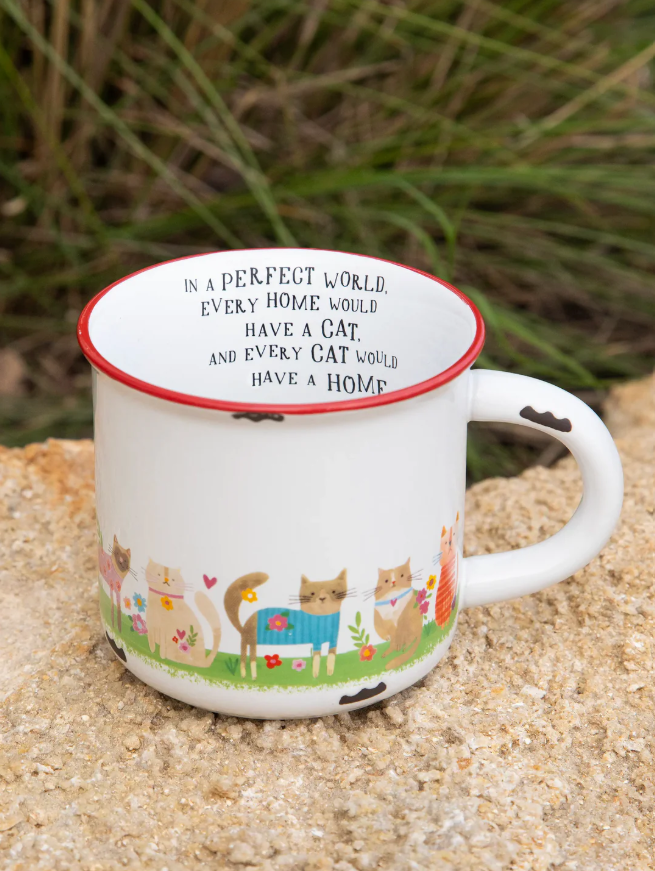 IN A PERFECT WORLD,
EVERY HOME WOULD
HAVE A CAT,
AND EVERY CAT WOULD
HAVE A HOME